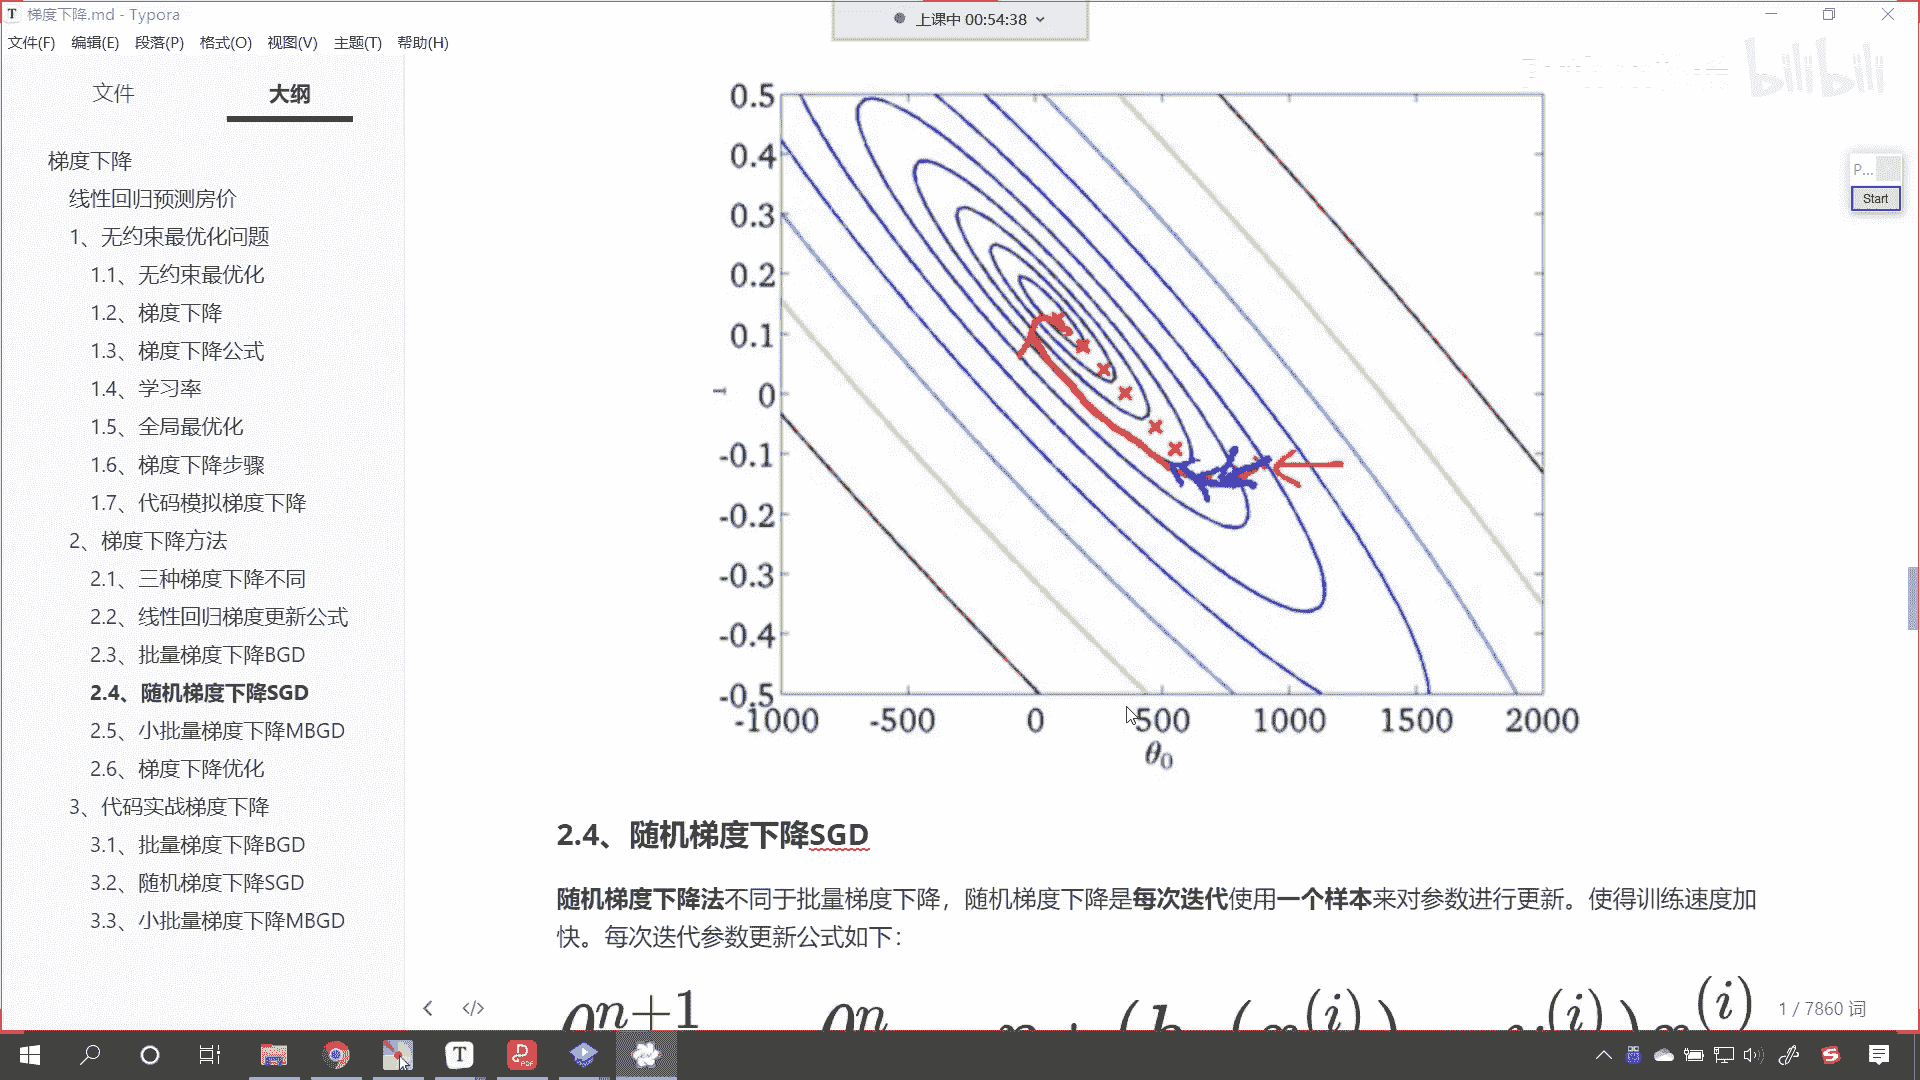 梯度下降.md - Typora
上课中 00:54:38
文件(F) 编辑(E) 段落(P) 格式(O) 视图(V) 主题(T) 帮助(H)
bilibili
文件 大纲
P...
Start
梯度下降
线性回归预测房价
1、无约束最优化问题
1.1、无约束最优化
1.2、梯度下降
1.3、梯度下降公式
1.4、学习率
1.5、全局最优化
1.6、梯度下降步骤
1.7、代码模拟梯度下降
2、梯度下降方法
2.1、三种梯度下降不同
2.2、线性回归梯度更新公式
2.3、批量梯度下降BGD
2.4、随机梯度下降SGD
2.5、小批量梯度下降MBGD
2.6、梯度下降优化
3、代码实战梯度下降
3.1、批量梯度下降BGD
3.2、随机梯度下降SGD
3.3、小批量梯度下降MBGD
0.5
0.4
0.3
0.2
0.1
0
-0.1
-0.2
-0.3
-0.4
-0.5
-1000 -500 0 500 1000 1500 2000
θ₀
2.4、随机梯度下降SGD
随机梯度下降法不同于批量梯度下降，随机梯度下降是每次迭代使用一个样本来对参数进行更新。使得训练速度加
快。每次迭代参数更新公式如下：
1 / 7860 词